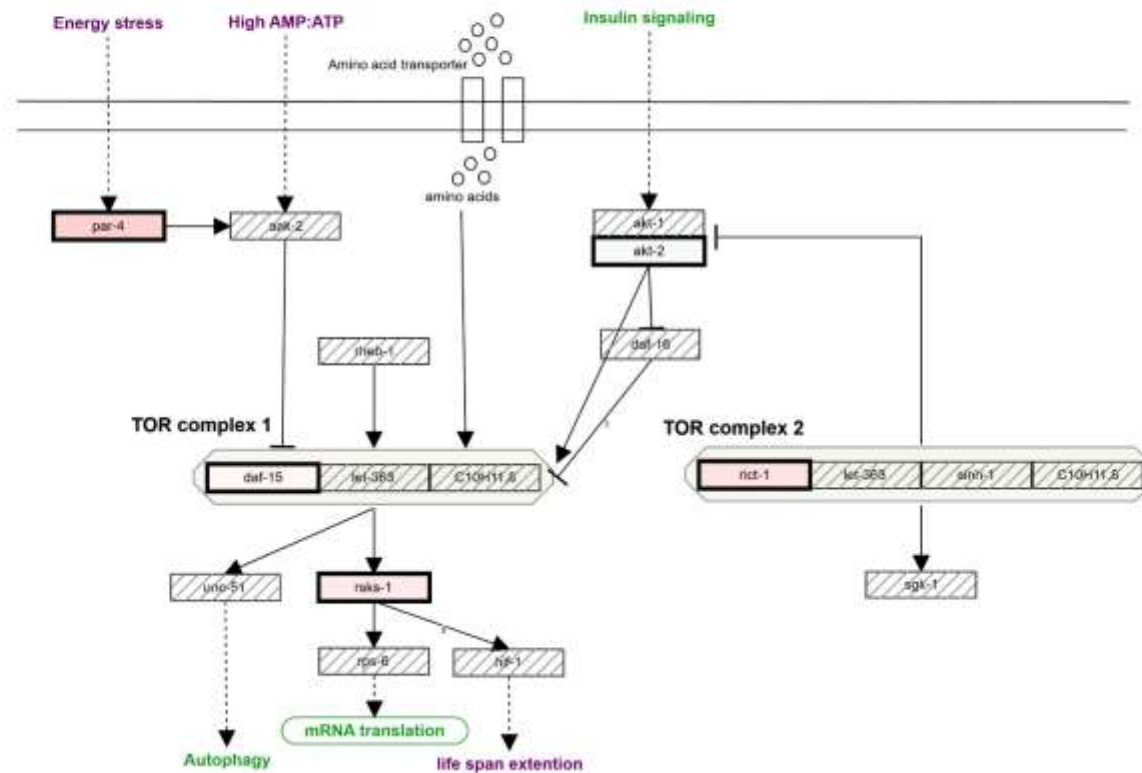 Energy stress
High AMP:ATP
Insulin signaling
Amino acid transporter
amino acids
par-4
aak-2
akt-1
akt-2
rheb-1
daf-16
TOR complex 1
TOR complex 2
daf-15
let-363
C10H11.8
rict-1
let-363
sinh-1
C10H11.8
unc-51
rsks-1
sgk-1
rps-6
hif-1
mRNA translation
Autophagy
life span extention